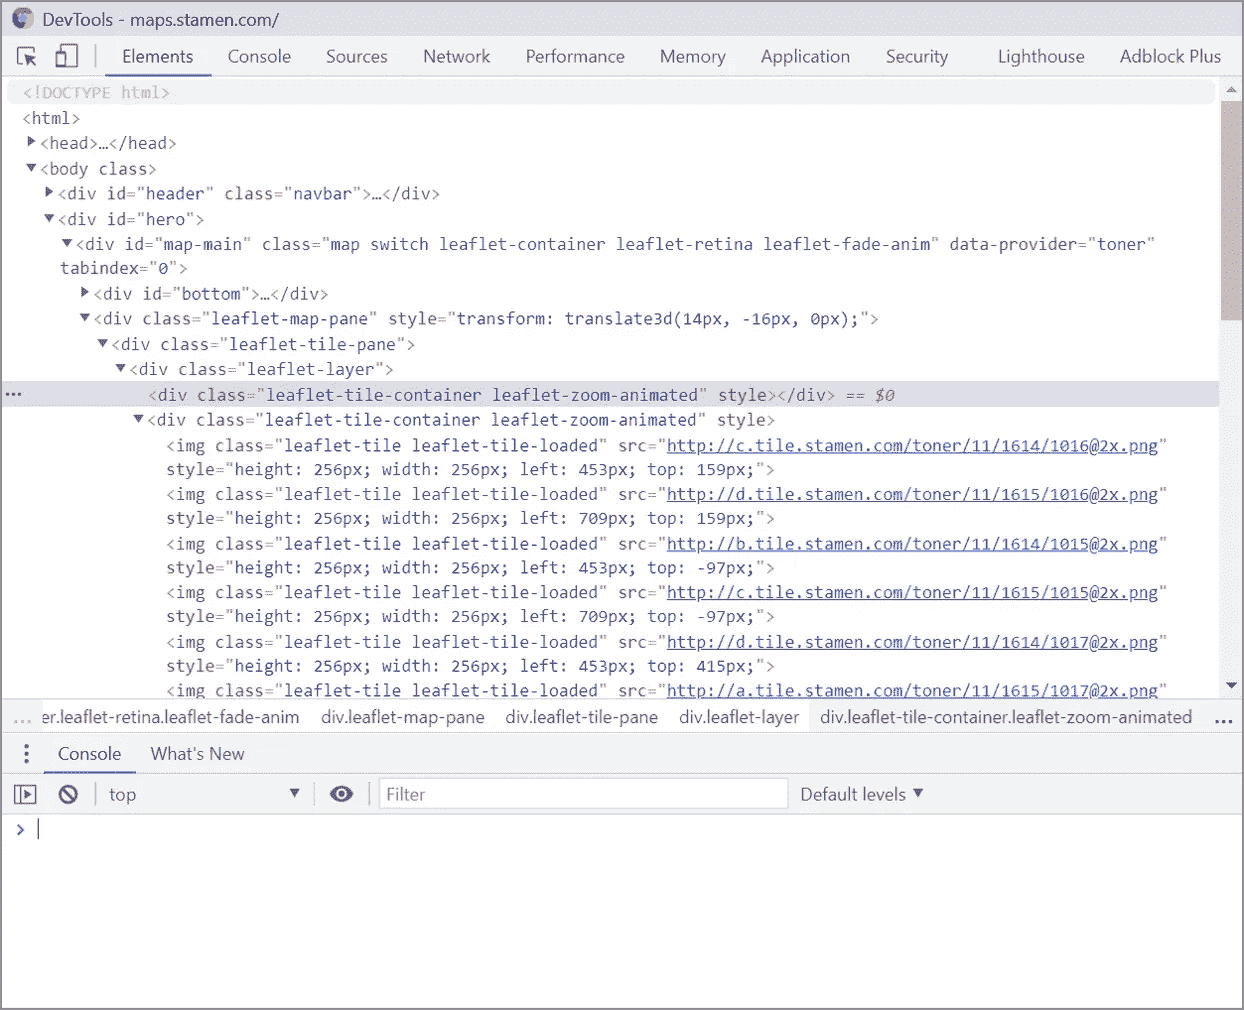 DevTools - maps.stamen.com/
Elements Console Sources Network Performance Memory Application Security Lighthouse Adblock Plus
<!DOCTYPE html>
<html>
<head>…</head>
<body class>
<div id="header" class="navbar">…</div>
<div id="hero">
<div id="map-main" class="map switch leaflet-container leaflet-retina leaflet-fade-anim" data-provider="toner"
tabindex="0">
<div id="bottom">…</div>
<div class="leaflet-map-pane" style="transform: translate3d(14px, -16px, 0px);">
<div class="leaflet-tile-pane">
<div class="leaflet-layer">
… <div class="leaflet-tile-container leaflet-zoom-animated" style></div> == $0
<div class="leaflet-tile-container leaflet-zoom-animated" style>
<img class="leaflet-tile leaflet-tile-loaded" src="http://c.tile.stamen.com/toner/11/1614/1016@2x.png"
style="height: 256px; width: 256px; left: 453px; top: 159px;">
<img class="leaflet-tile leaflet-tile-loaded" src="http://d.tile.stamen.com/toner/11/1615/1016@2x.png"
style="height: 256px; width: 256px; left: 709px; top: 159px;">
<img class="leaflet-tile leaflet-tile-loaded" src="http://b.tile.stamen.com/toner/11/1614/1015@2x.png"
style="height: 256px; width: 256px; left: 453px; top: -97px;">
<img class="leaflet-tile leaflet-tile-loaded" src="http://c.tile.stamen.com/toner/11/1615/1015@2x.png"
style="height: 256px; width: 256px; left: 709px; top: -97px;">
<img class="leaflet-tile leaflet-tile-loaded" src="http://d.tile.stamen.com/toner/11/1614/1017@2x.png"
style="height: 256px; width: 256px; left: 453px; top: 415px;">
<img class="leaflet-tile leaflet-tile-loaded" src="http://a.tile.stamen.com/toner/11/1615/1017@2x.png"
… er.leaflet-retina.leaflet-fade-anim div.leaflet-map-pane div.leaflet-tile-pane div.leaflet-layer div.leaflet-tile-container.leaflet-zoom-animated …
Console What's New
top Filter Default levels
>